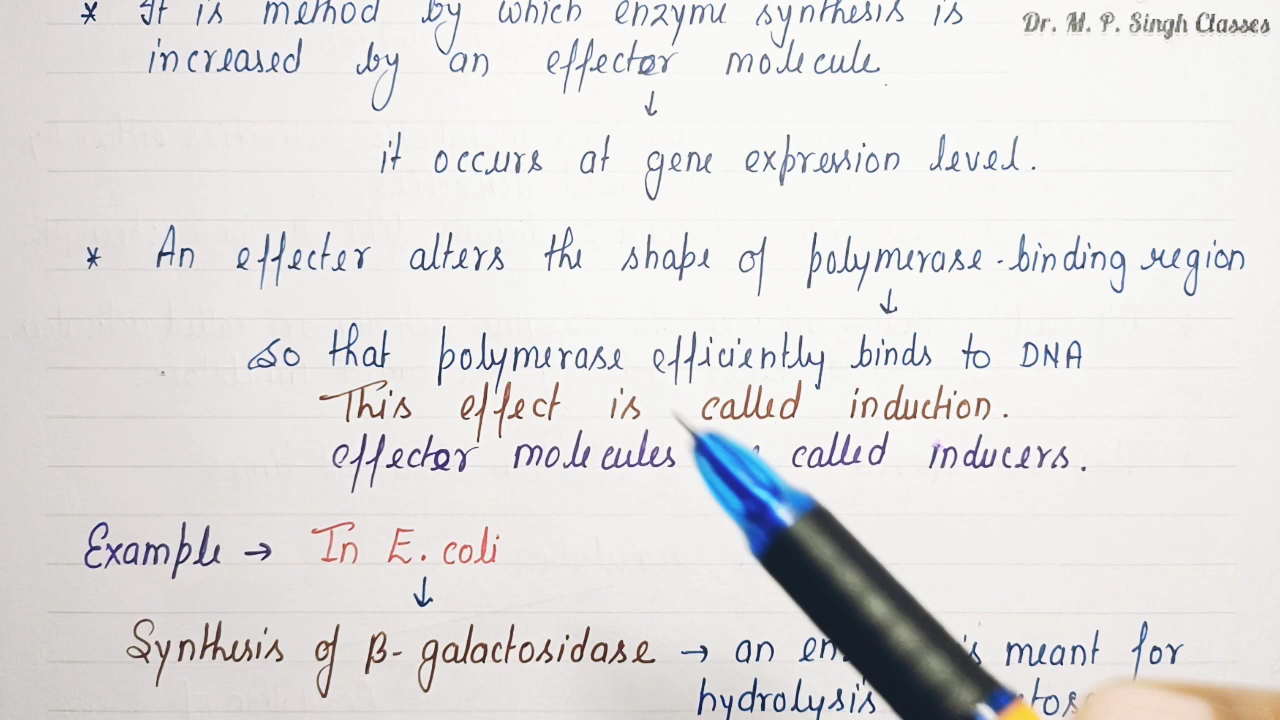 * It is method by which enzyme synthesis is
Dr. M. P. Singh Classes
increased by an effector molecule.
↓
it occurs at gene expression level.
* An effecter alters the shape of polymerase-binding region
↓
So that polymerase efficiently binds to DNA
This effect is called induction.
effector molecules called inducers.
Example → In E. coli
↓
Synthesis of β-galactosidase → an is meant for
hydrolysis